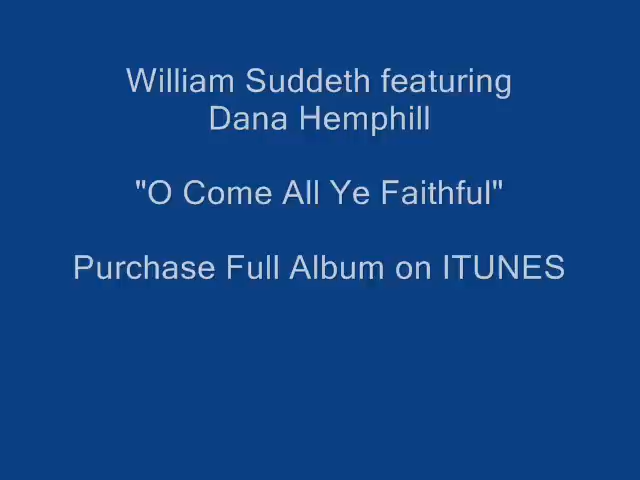 William Suddeth featuring
Dana Hemphill
"O Come All Ye Faithful"
Purchase Full Album on ITUNES